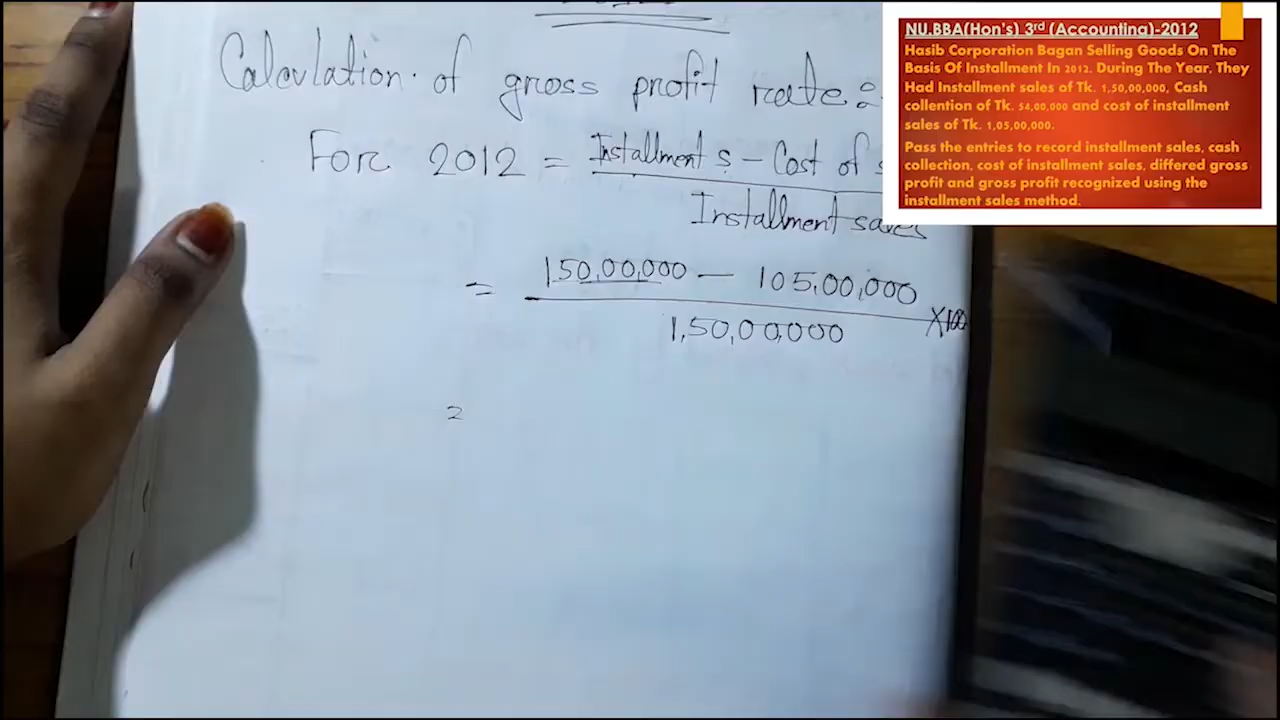 NU.BBA(Hon's) 3rd (Accounting)-2012
Hasib Corporation Bagan Selling Goods On The
Basis Of Installment In 2012. During The Year, They
Had Installment sales of Tk. 1,50,00,000, Cash
collention of Tk. 54,00,000 and cost of installment
sales of Tk. 1,05,00,000.
Pass the entries to record installment sales, cash
collection, cost of installment sales, differed gross
profit and gross profit recognized using the
installment sales method.
Calculation of gross profit rate:-
For 2012 = Installment s - Cost of s
Installment sales
= 150,00,000 — 105,00,000
1,50,00,000 X100
=